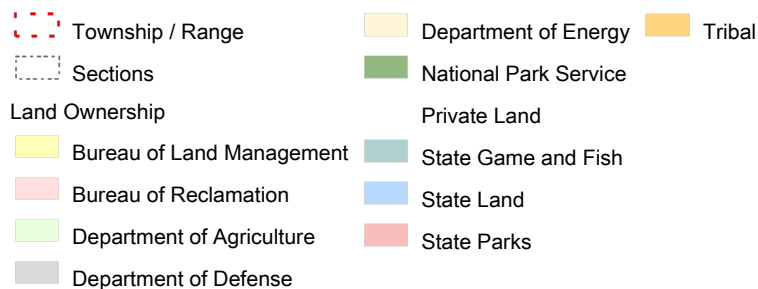 Township / Range
Sections
Land Ownership
Bureau of Land Management
Bureau of Reclamation
Department of Agriculture
Department of Defense
Department of Energy
National Park Service
Private Land
State Game and Fish
State Land
State Parks
Tribal